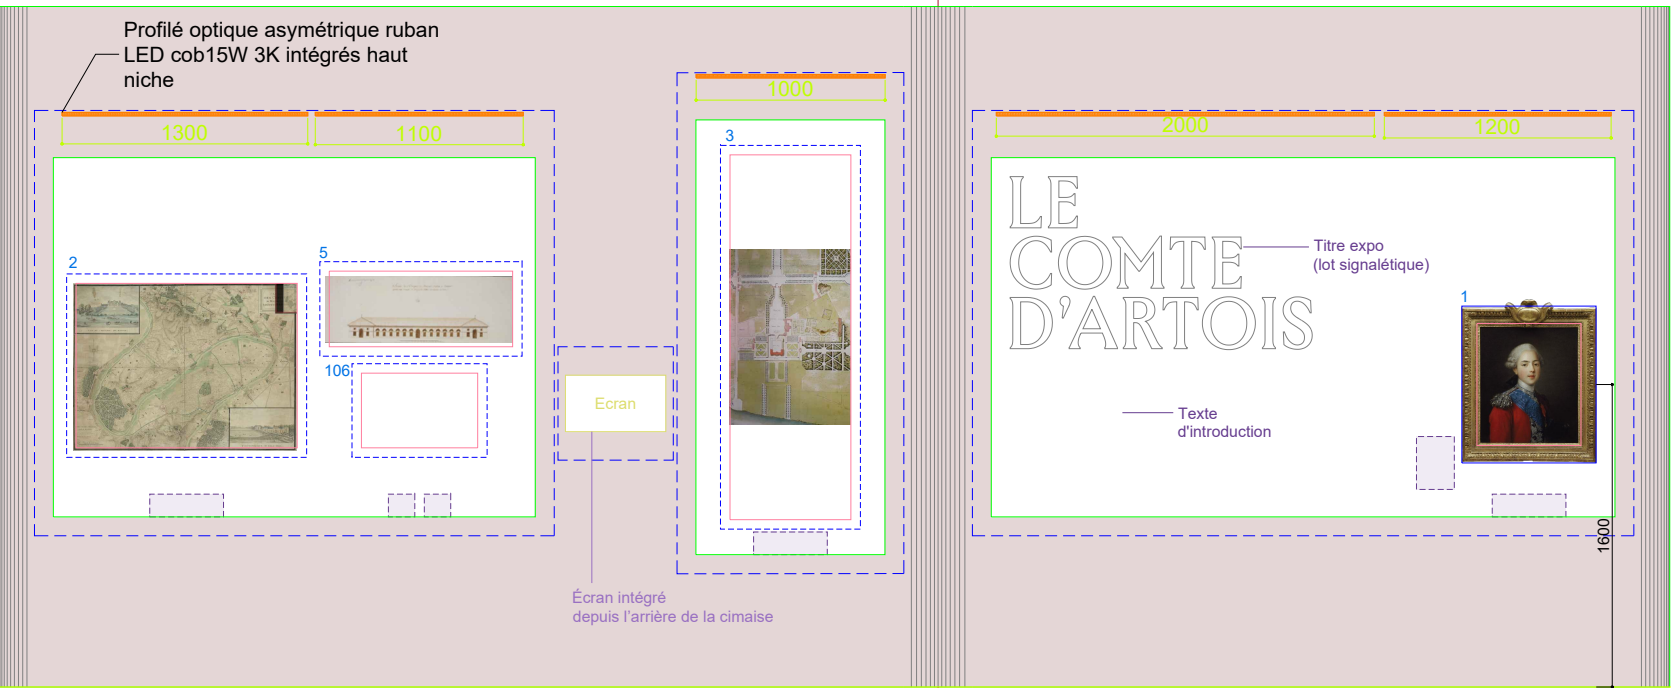 Profilé optique asymétrique ruban
LED cob15W 3K intégrés haut
niche
1300
1100
1000
2000
1200
2
5
106
3
Ecran
Écran intégré
depuis l'arrière de la cimaise
LE
COMTE
D'ARTOIS
Titre expo
(lot signalétique)
Texte
d'introduction
1
1600